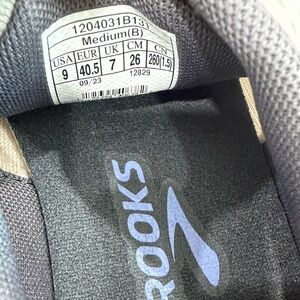 1204031B131
Medium(B)
USA EUR UK CM CN
9 40.5 7 26 260(1.5)
09/23 12829
ROOKS